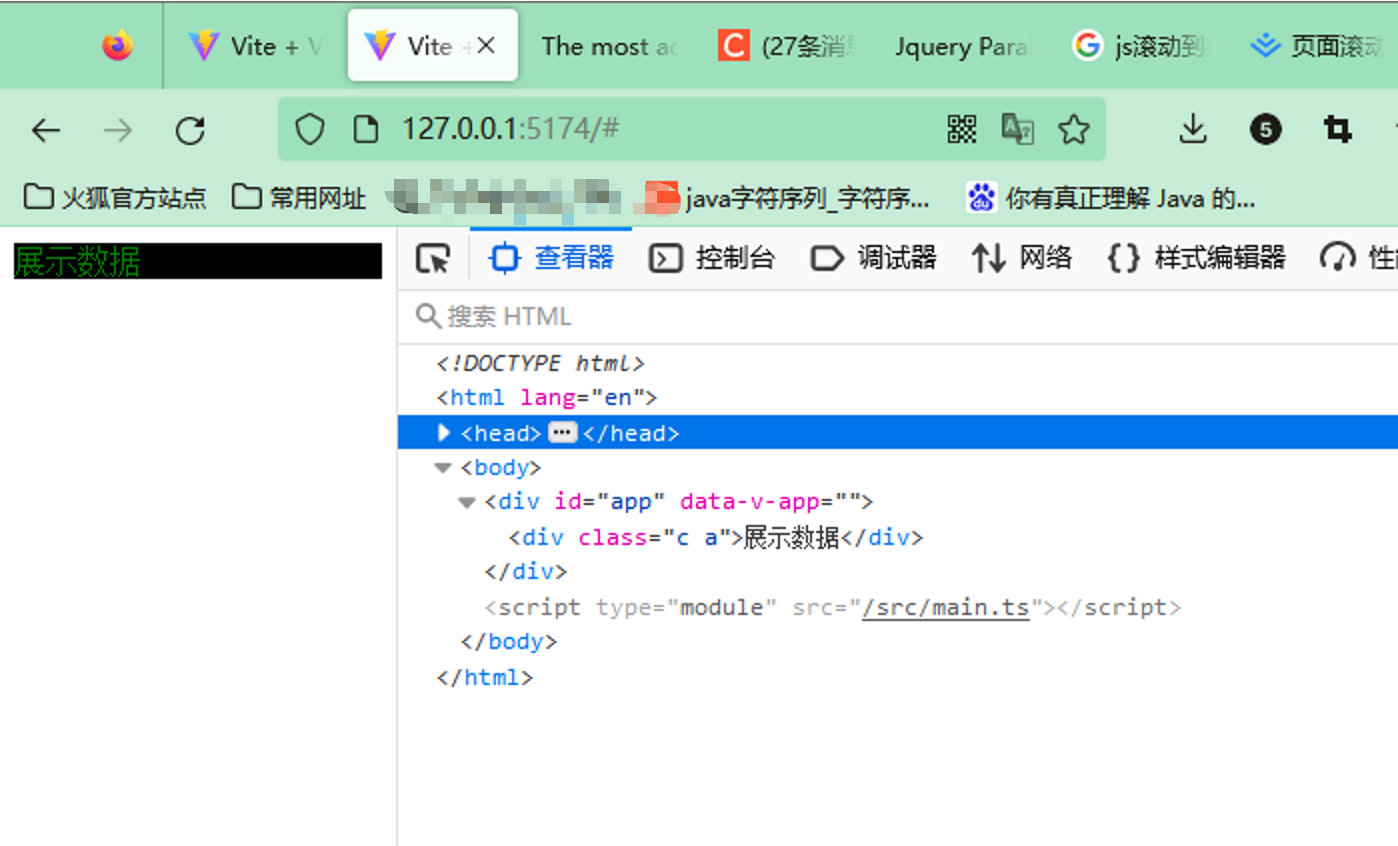 Vite + V
Vite +
The most ac
(27条消息
Jquery Para
js滚动到
页面滚动
127.0.0.1:5174/#
5
火狐官方站点
常用网址
java字符序列_字符序...
你有真正理解 Java 的...
展示数据
查看器
控制台
调试器
网络
样式编辑器
搜索 HTML
<!DOCTYPE html>
<html lang="en">
<head> ... </head>
<body>
<div id="app" data-v-app="">
<div class="c a">展示数据</div>
</div>
<script type="module" src="/src/main.ts"></script>
</body>
</html>